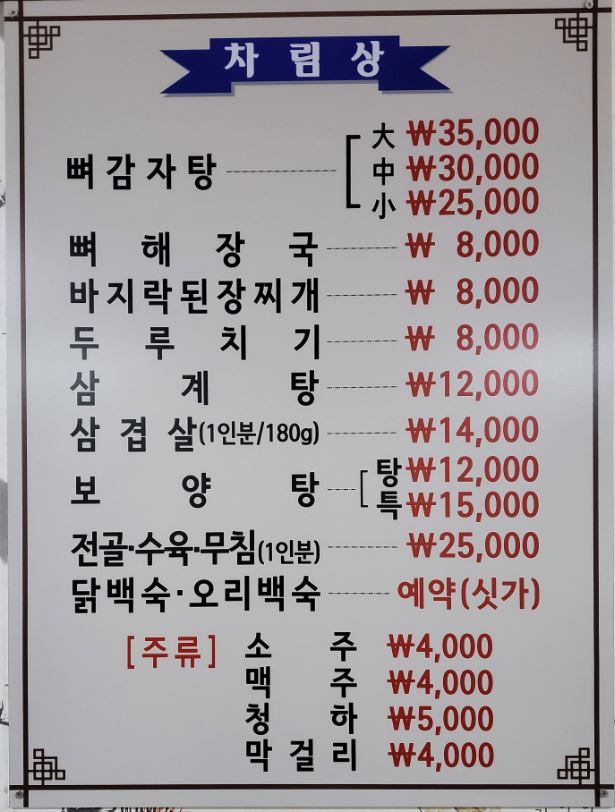 차림상
뼈감자탕 大 ₩35,000
中 ₩30,000
小 ₩25,000
뼈해장국 ₩ 8,000
바지락된장찌개 ₩ 8,000
두루치기 ₩ 8,000
삼계탕 ₩12,000
삼겹살(1인분/180g) ₩14,000
보양탕 탕 ₩12,000
특 ₩15,000
전골·수육·무침(1인분) ₩25,000
닭백숙·오리백숙 예약(싯가)
[주류] 소주 ₩4,000
맥주 ₩4,000
청하 ₩5,000
막걸리 ₩4,000